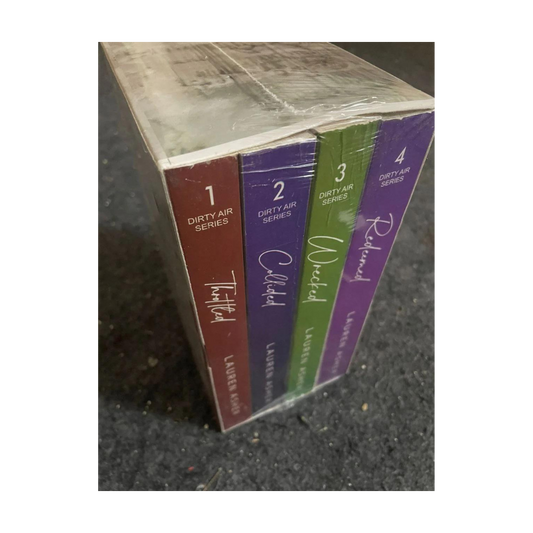 1
DIRTY AIR
SERIES
Throttled
LAUREN ASHER
2
DIRTY AIR
SERIES
Collided
LAUREN ASHER
3
DIRTY AIR
SERIES
Wrecked
LAUREN ASHER
4
DIRTY AIR
SERIES
Redeemed
LAUREN ASHER